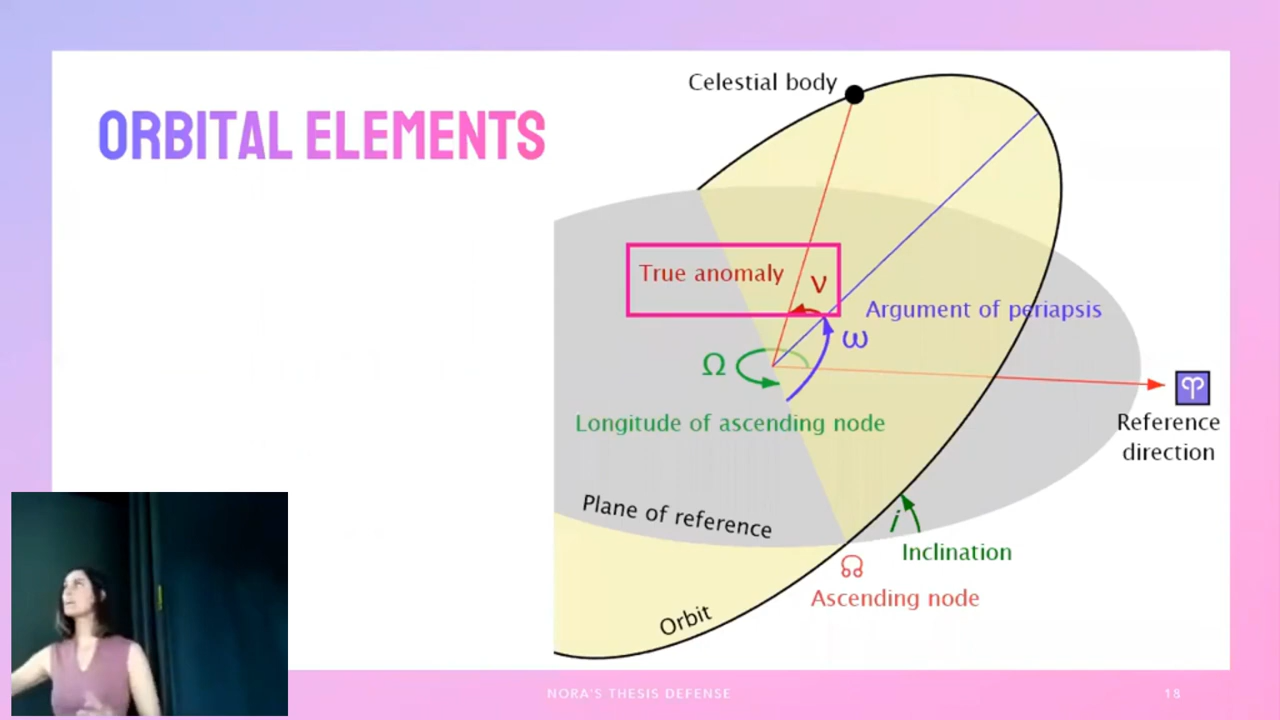 ORBITAL ELEMENTS
Celestial body
True anomaly
ν
Argument of periapsis
ω
Ω
Longitude of ascending node
♈
Reference
direction
Plane of reference
i
Inclination
☊
Ascending node
Orbit
NORA'S THESIS DEFENSE
18